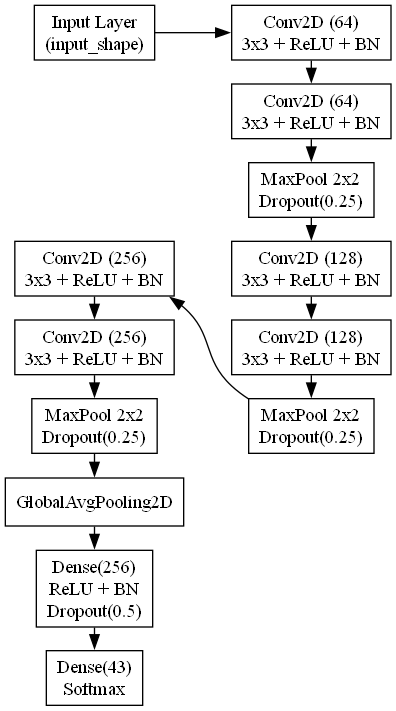 Input Layer
(input_shape)
Conv2D (64)
3x3 + ReLU + BN
Conv2D (64)
3x3 + ReLU + BN
MaxPool 2x2
Dropout(0.25)
Conv2D (128)
3x3 + ReLU + BN
Conv2D (128)
3x3 + ReLU + BN
MaxPool 2x2
Dropout(0.25)
Conv2D (256)
3x3 + ReLU + BN
Conv2D (256)
3x3 + ReLU + BN
MaxPool 2x2
Dropout(0.25)
GlobalAvgPooling2D
Dense(256)
ReLU + BN
Dropout(0.5)
Dense(43)
Softmax